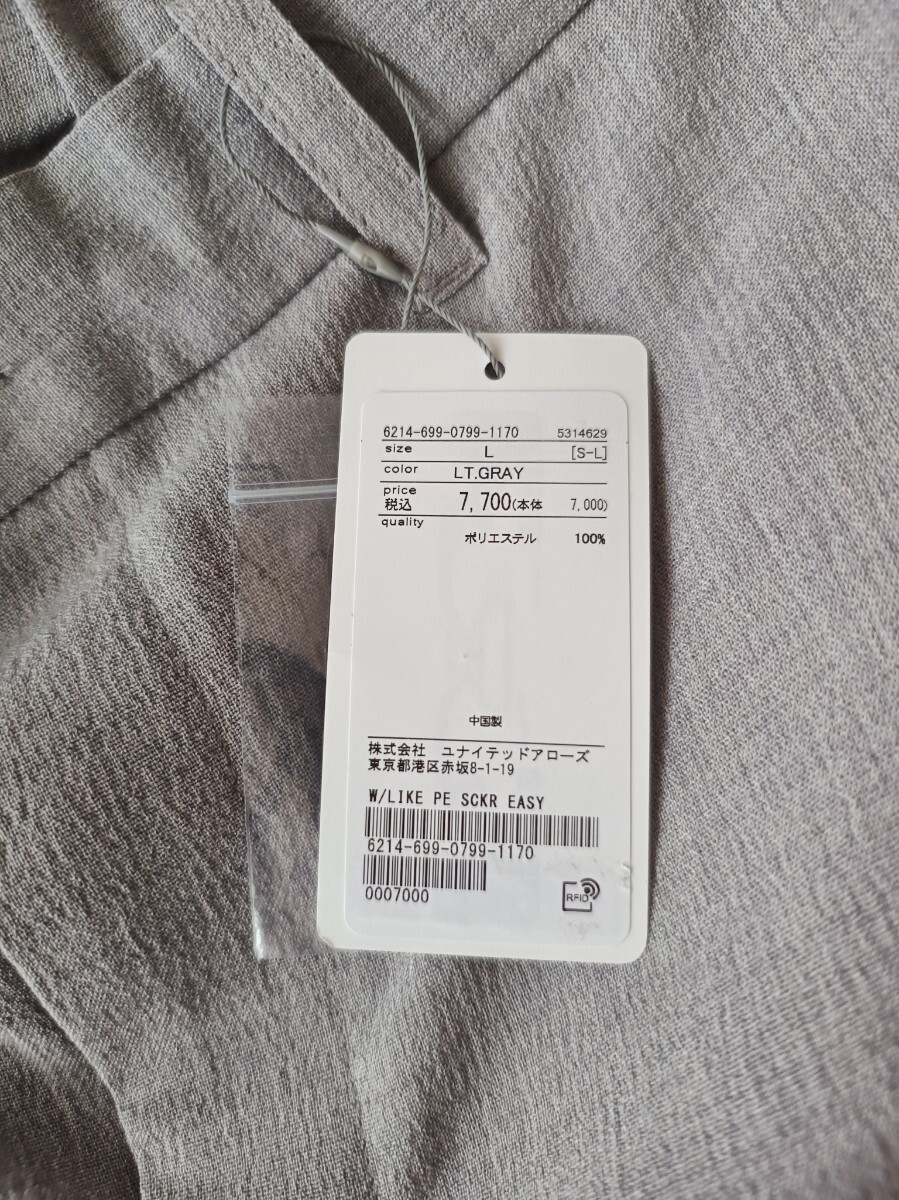 6214-699-0799-1170 5314629
size L [S-L]
color LT.GRAY
price
税込 7,700(本体 7,000)
quality
ポリエステル 100%
中国製
株式会社 ユナイテッドアローズ
東京都港区赤坂8-1-19
W/LIKE PE SCKR EASY
6214-699-0799-1170
0007000
RFID